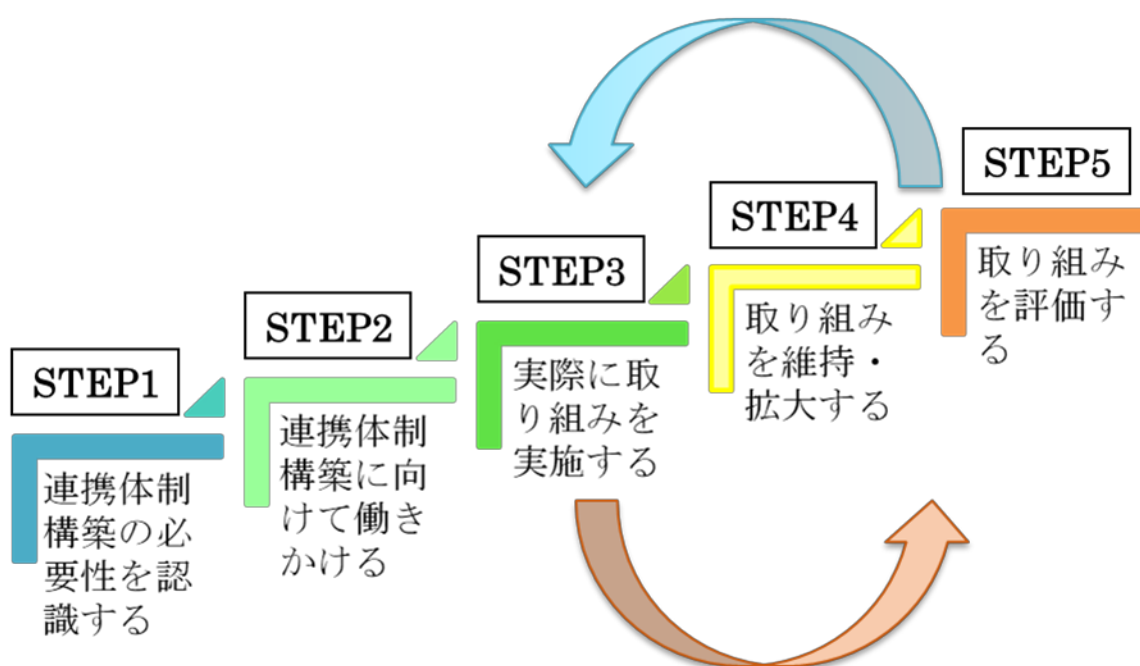 STEP1
連携体制
構築の必
要性を認
識する
STEP2
連携体制
構築に向
けて働き
かける
STEP3
実際に取
り組みを
実施する
STEP4
取り組み
を維持・
拡大する
STEP5
取り組み
を評価す
る